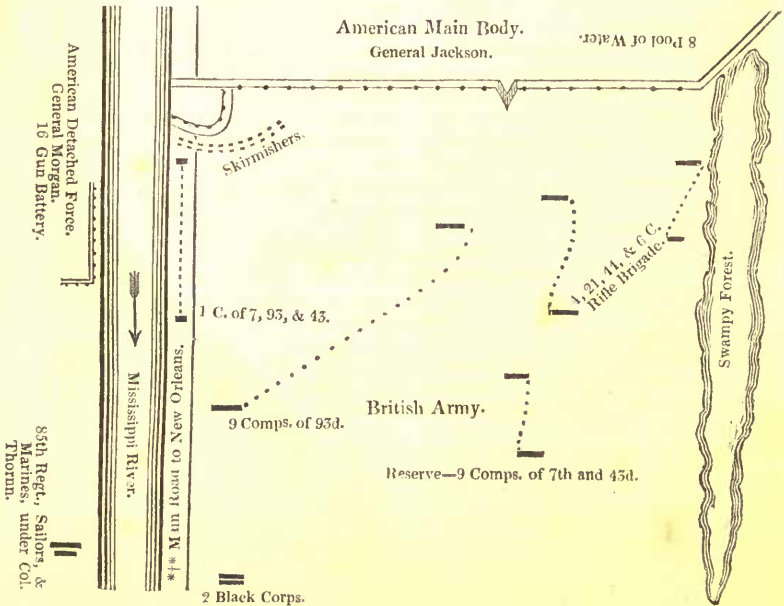 American Main Body.
General Jackson.
8 Pool of Water.
American Detached Force.
General Morgan.
16 Gun Battery.
Skirmishers.
1 C. of 7, 93, & 43.
4, 21, 44, & 6 C.
Rifle Brigade.
Swampy Forest.
Mississippi River.
*†* Main Road to New Orleans.
9 Comps. of 93d.
British Army.
Reserve—9 Comps. of 7th and 43d.
85th Regt., Sailors, &
Marines, under Col.
Thornn.
2 Black Corps.